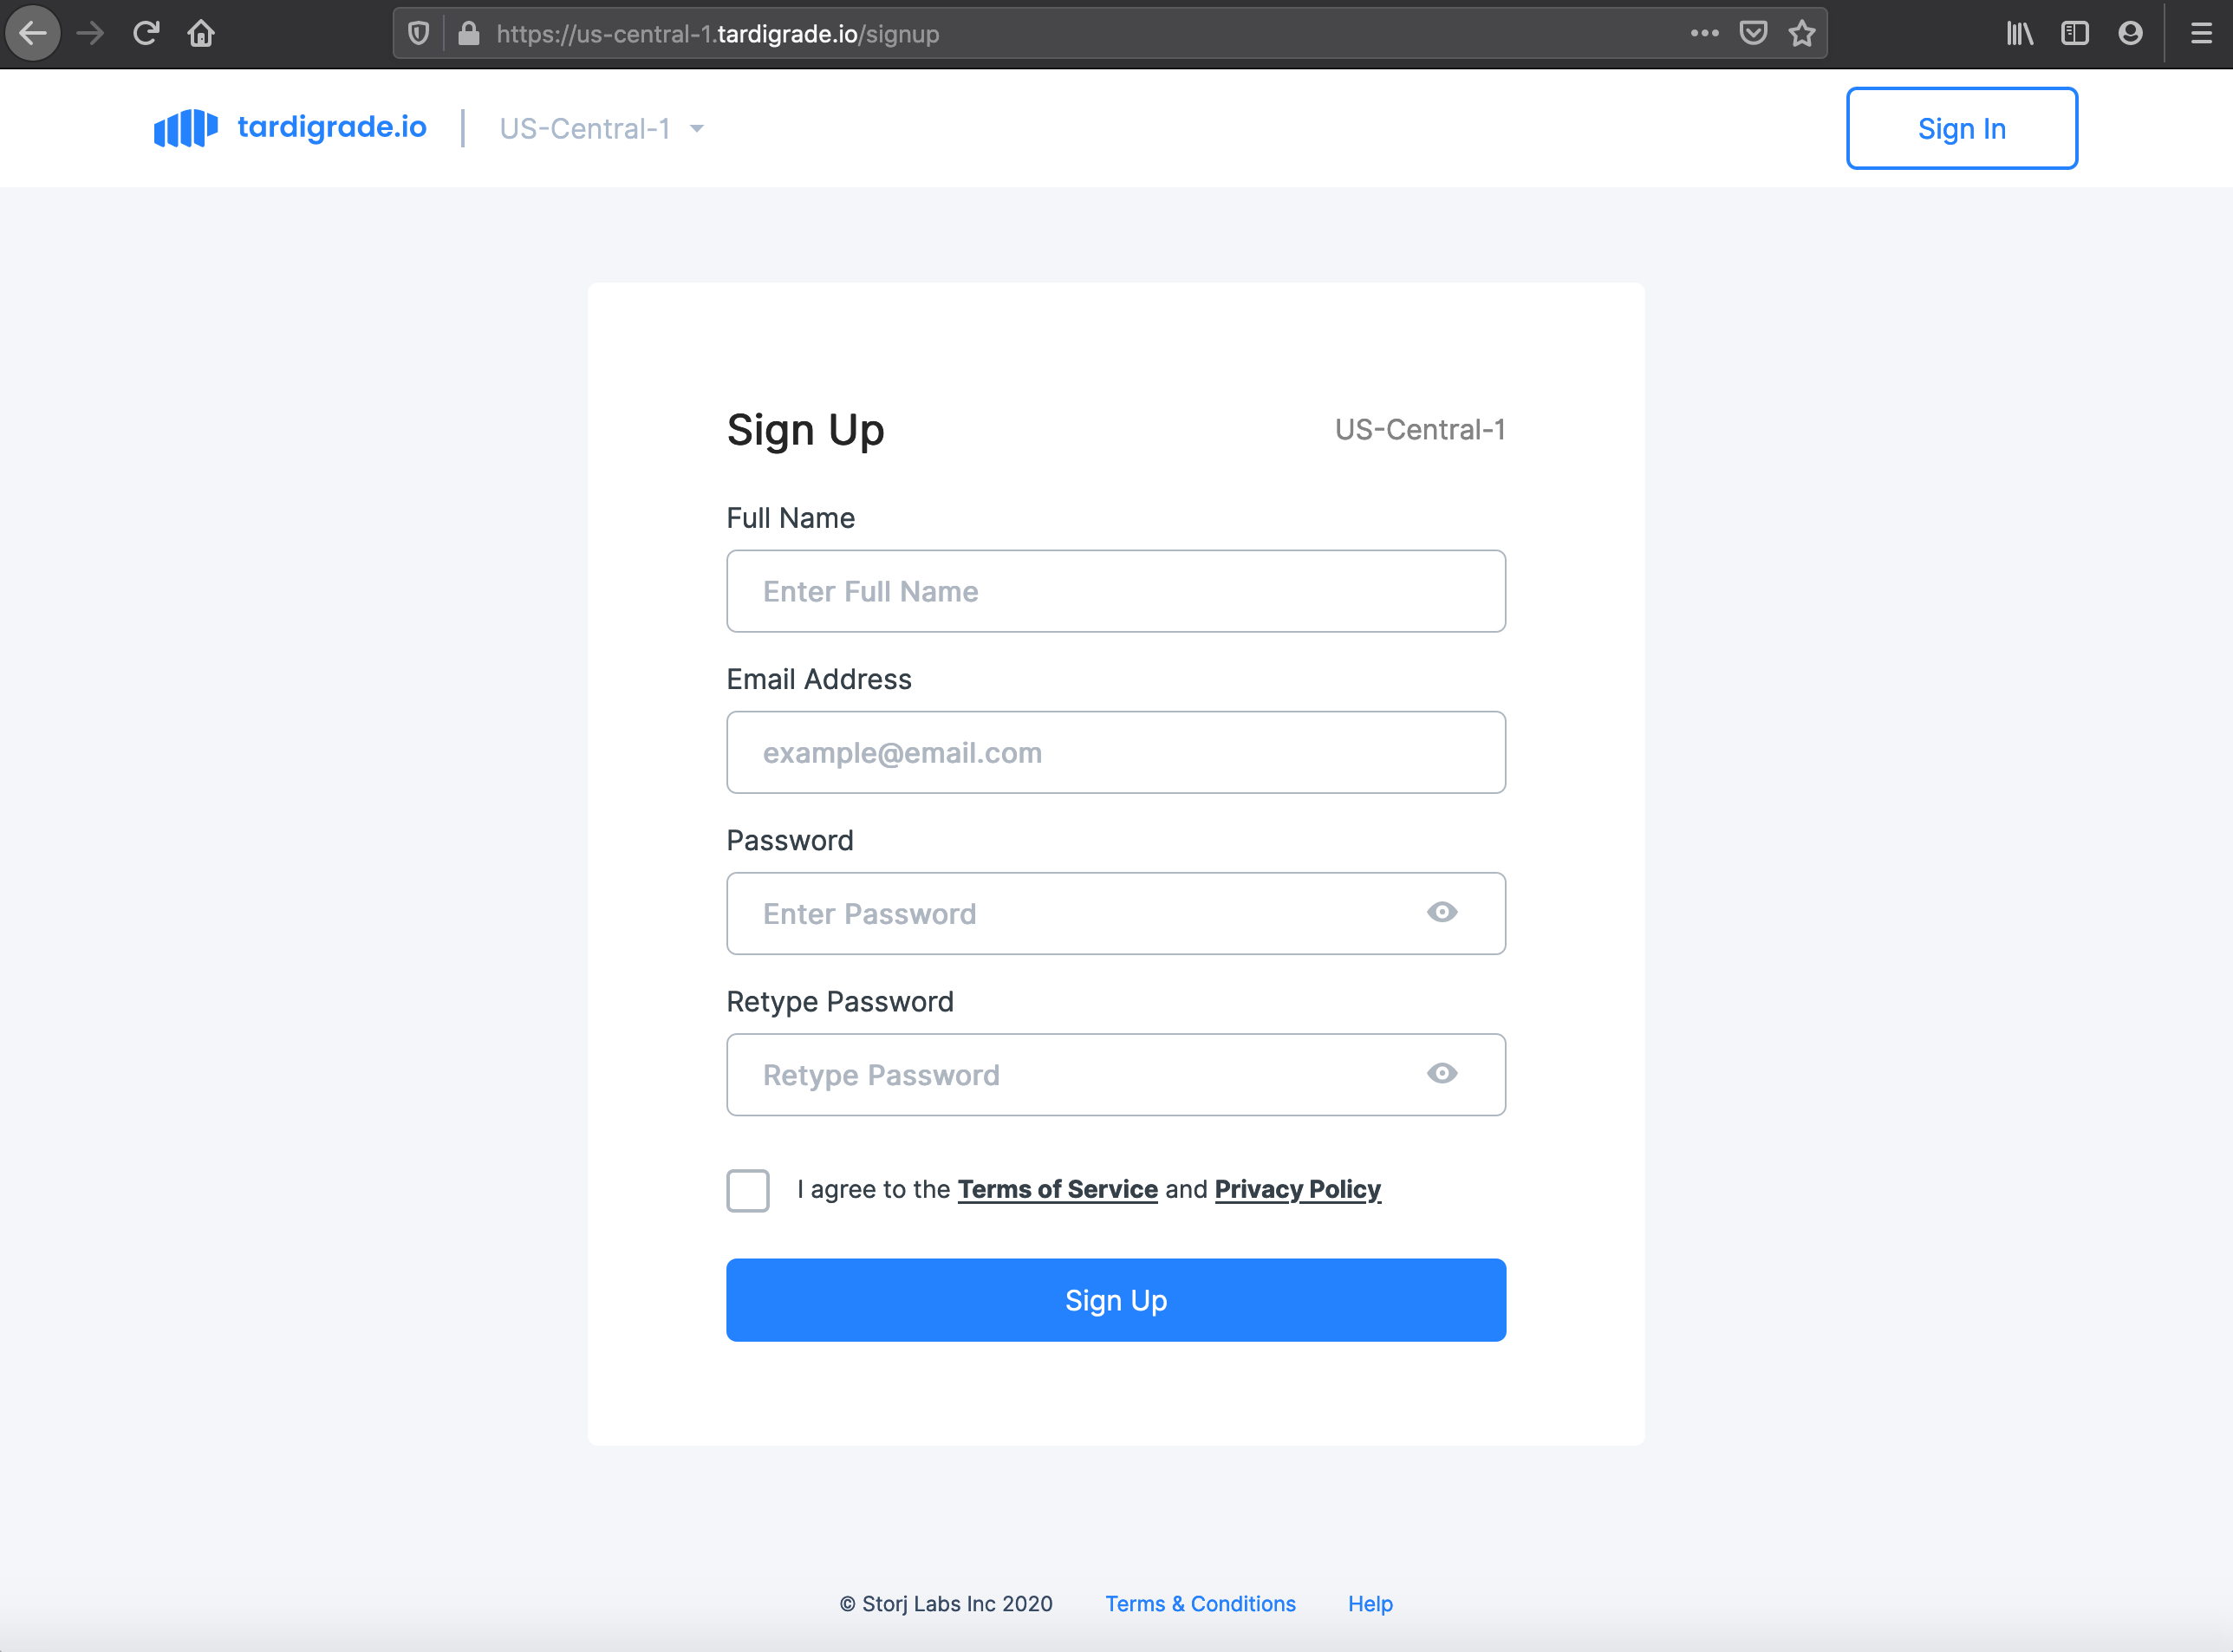 https://us-central-1.tardigrade.io/signup
tardigrade.io US-Central-1
Sign In
Sign Up US-Central-1
Full Name
Enter Full Name
Email Address
example@email.com
Password
Enter Password
Retype Password
Retype Password
I agree to the Terms of Service and Privacy Policy
Sign Up
© Storj Labs Inc 2020 Terms & Conditions Help